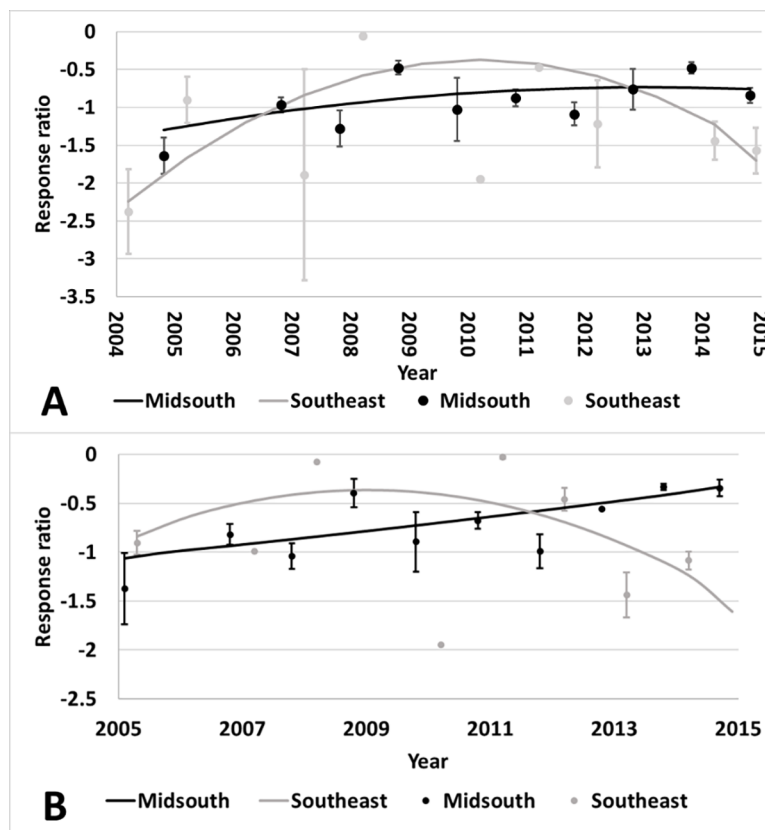 0
-0.5
-1
-1.5
-2
-2.5
-3
-3.5
Response ratio
2004
2005
2007
2008
2009
2010
2011
2012
2013
2014
2015
Year
A
Midsouth Southeast Midsouth Southeast
0
-0.5
-1
-1.5
-2
-2.5
Response ratio
2005 2007 2009 2011 2013 2015
Year
B
Midsouth Southeast Midsouth Southeast